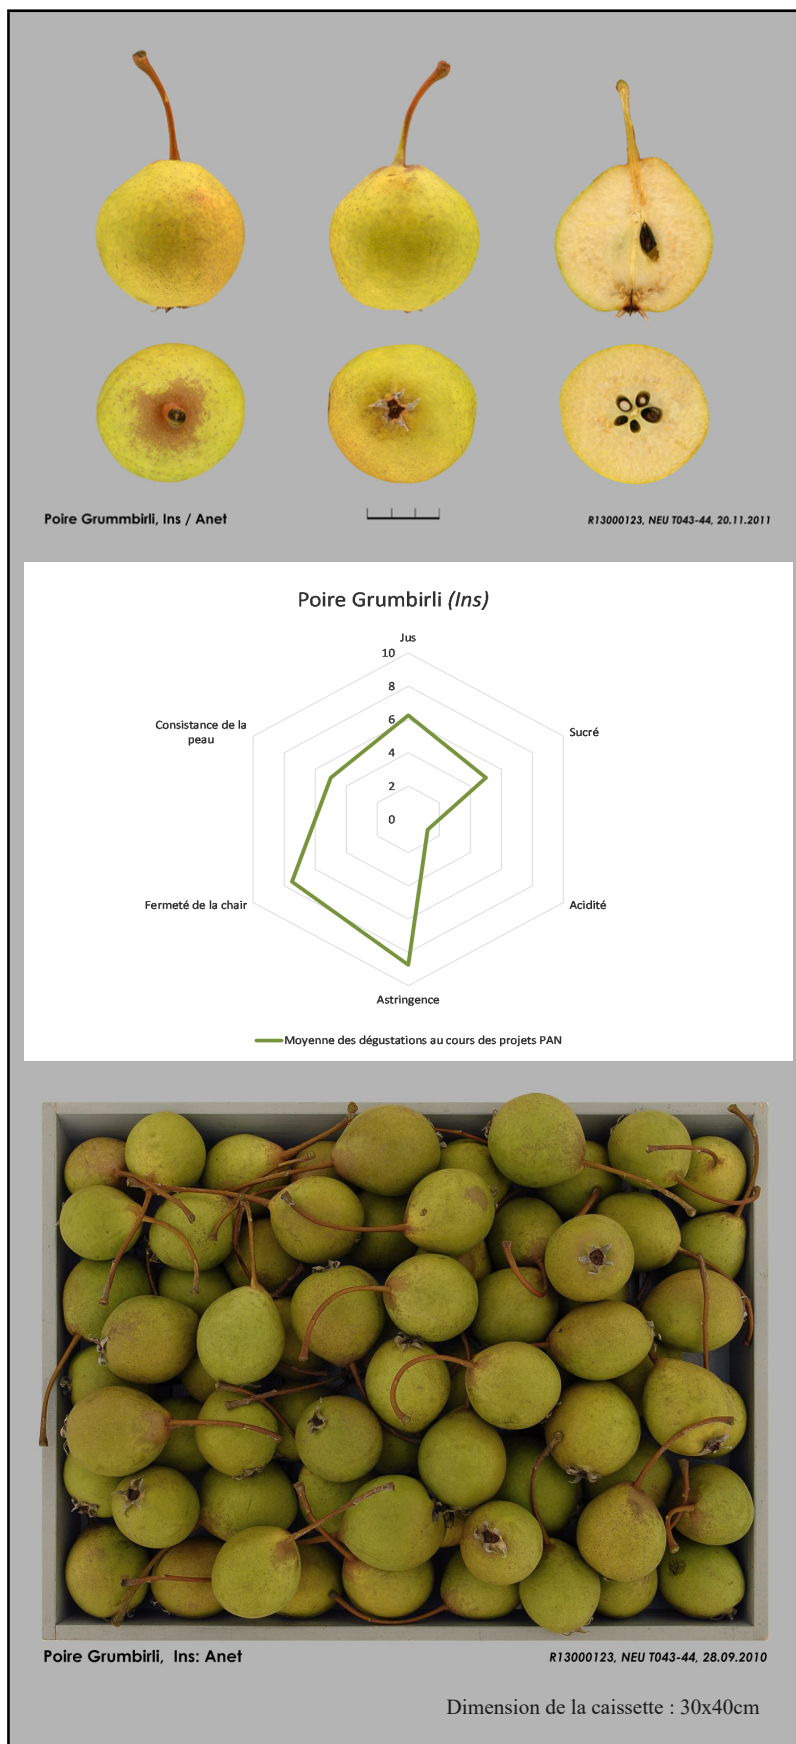 Poire Grummbirli, Ins / Anet
R13000123, NEU T043-44, 20.11.2011
Poire Grumbirli (Ins)
Jus
10
8
6
4
2
0
Consistance de la
peau
Sucré
Fermeté de la chair
Acidité
Astringence
Moyenne des dégustations au cours des projets PAN
Poire Grumbirli, Ins: Anet
R13000123, NEU T043-44, 28.09.2010
Dimension de la caissette : 30x40cm